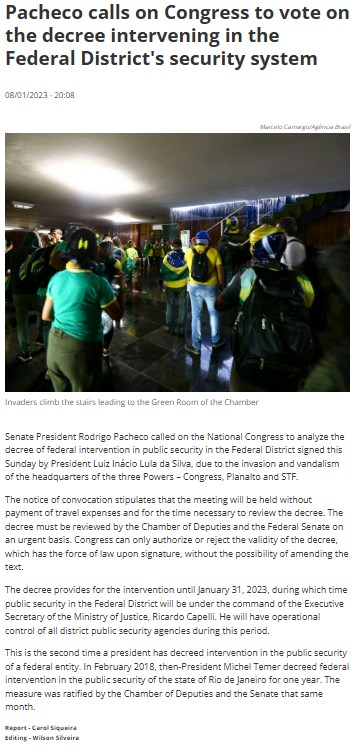 Pacheco calls on Congress to vote on
the decree intervening in the
Federal District's security system
08/01/2023 - 20:08
Marcelo Camargo/Agência Brasil
Invaders climb the stairs leading to the Green Room of the Chamber
Senate President Rodrigo Pacheco called on the National Congress to analyze the
decree of federal intervention in public security in the Federal District signed this
Sunday by President Luiz Inácio Lula da Silva, due to the invasion and vandalism
of the headquarters of the three Powers – Congress, Planalto and STF.
The notice of convocation stipulates that the meeting will be held without
payment of travel expenses and for the time necessary to review the decree. The
decree must be reviewed by the Chamber of Deputies and the Federal Senate on
an urgent basis. Congress can only authorize or reject the validity of the decree,
which has the force of law upon signature, without the possibility of amending the
text.
The decree provides for the intervention until January 31, 2023, during which time
public security in the Federal District will be under the command of the Executive
Secretary of the Ministry of Justice, Ricardo Capelli. He will have operational
control of all district public security agencies during this period.
This is the second time a president has decreed intervention in the public security
of a federal entity. In February 2018, then-President Michel Temer decreed federal
intervention in the public security of the state of Rio de Janeiro for one year. The
measure was ratified by the Chamber of Deputies and the Senate that same
month.
Report - Carol Siqueira
Editing - Wilson Silveira